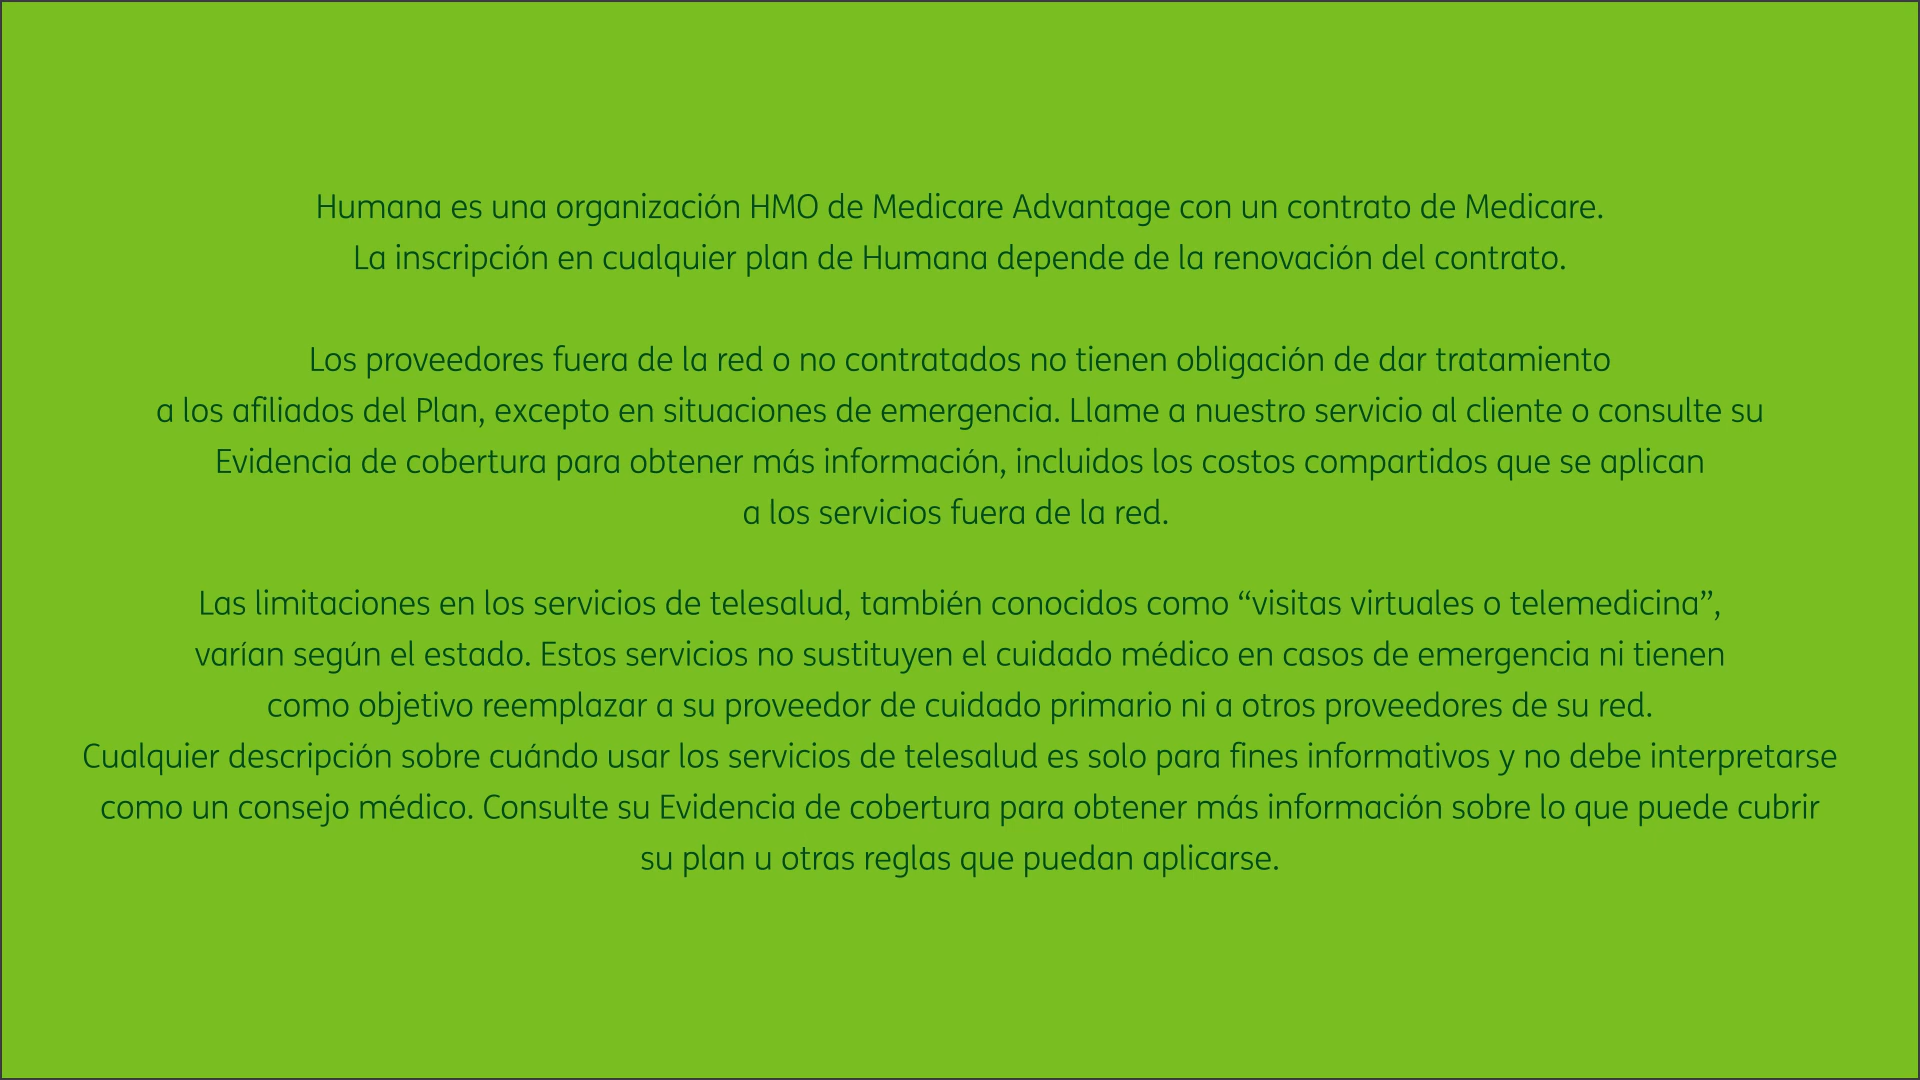 Humana es una organización HMO de Medicare Advantage con un contrato de Medicare.
La inscripción en cualquier plan de Humana depende de la renovación del contrato.
Los proveedores fuera de la red o no contratados no tienen obligación de dar tratamiento
a los afiliados del Plan, excepto en situaciones de emergencia. Llame a nuestro servicio al cliente o consulte su
Evidencia de cobertura para obtener más información, incluidos los costos compartidos que se aplican
a los servicios fuera de la red.
Las limitaciones en los servicios de telesalud, también conocidos como “visitas virtuales o telemedicina”,
varían según el estado. Estos servicios no sustituyen el cuidado médico en casos de emergencia ni tienen
como objetivo reemplazar a su proveedor de cuidado primario ni a otros proveedores de su red.
Cualquier descripción sobre cuándo usar los servicios de telesalud es solo para fines informativos y no debe interpretarse
como un consejo médico. Consulte su Evidencia de cobertura para obtener más información sobre lo que puede cubrir
su plan u otras reglas que puedan aplicarse.